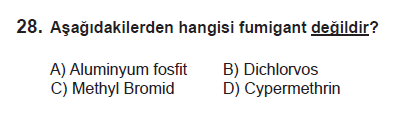 28. Aşağıdakilerden hangisi fumigant değildir?
A) Aluminyum fosfit B) Dichlorvos
C) Methyl Bromid D) Cypermethrin